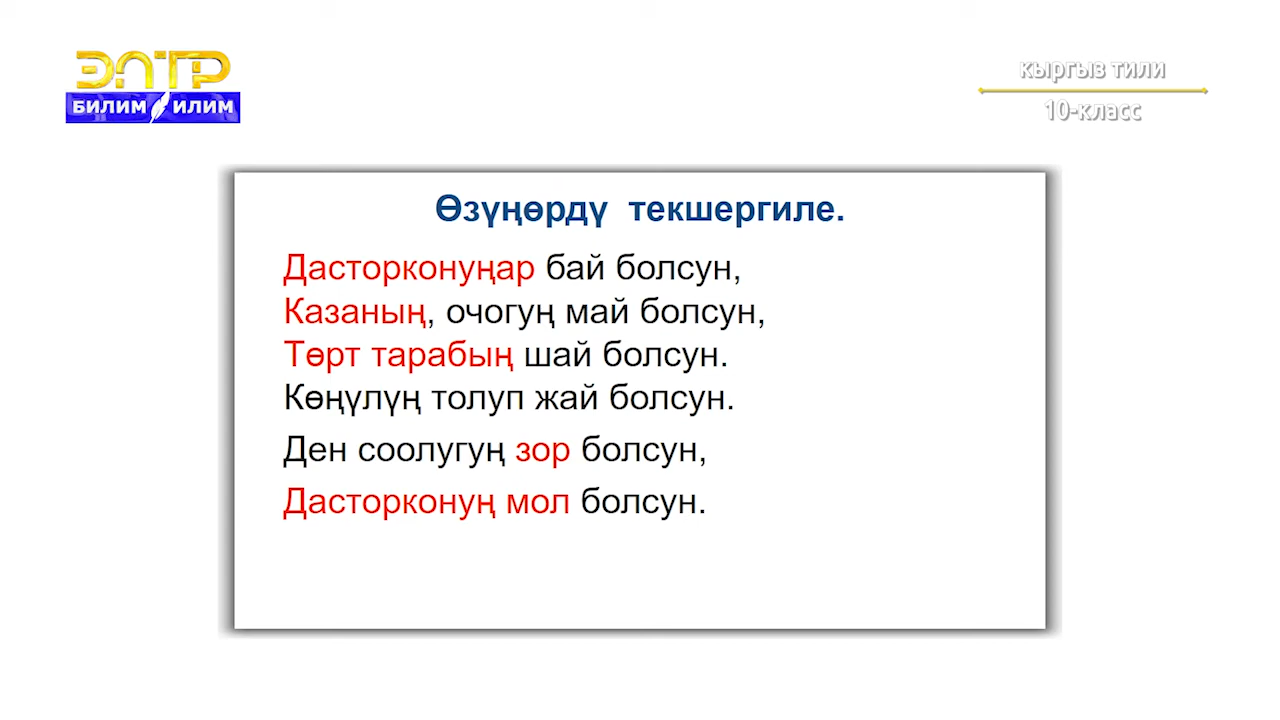 ЭЛТР
БИЛИМ ИЛИМ
кыргыз тили
10-класс
Өзүңөрдү текшергиле.
Дасторконуңар бай болсун,
Казаның, очогуң май болсун,
Төрт тарабың шай болсун.
Көңүлүң толуп жай болсун.
Ден соолугуң зор болсун,
Дасторконуң мол болсун.